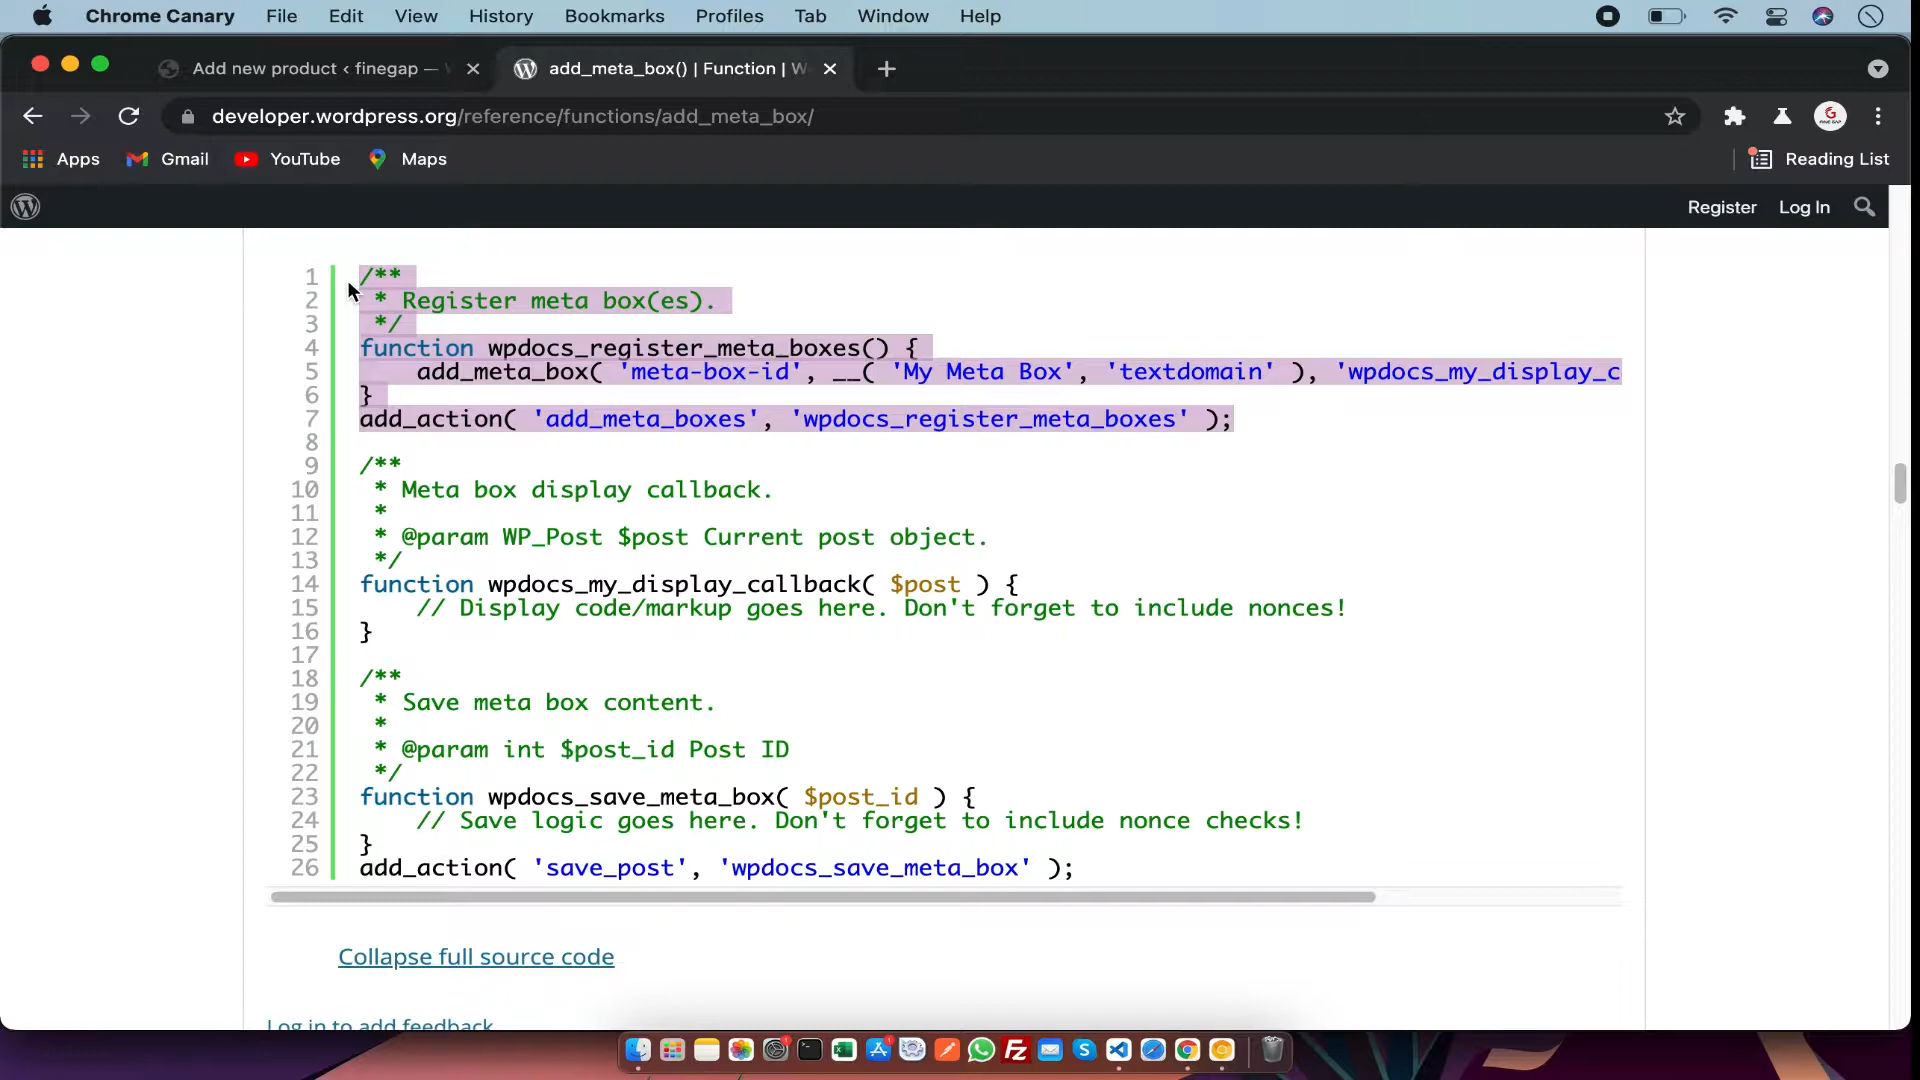 Chrome Canary File Edit View History Bookmarks Profiles Tab Window Help
Add new product ‹ finegap — add_meta_box() | Function | W
developer.wordpress.org/reference/functions/add_meta_box/
Apps Gmail YouTube Maps Reading List
Register Log In
1 /**
2 * Register meta box(es).
3 */
4 function wpdocs_register_meta_boxes() {
5 add_meta_box( 'meta-box-id', __( 'My Meta Box', 'textdomain' ), 'wpdocs_my_display_c
6 }
7 add_action( 'add_meta_boxes', 'wpdocs_register_meta_boxes' );
8
9 /**
10 * Meta box display callback.
11 *
12 * @param WP_Post $post Current post object.
13 */
14 function wpdocs_my_display_callback( $post ) {
15 // Display code/markup goes here. Don't forget to include nonces!
16 }
17
18 /**
19 * Save meta box content.
20 *
21 * @param int $post_id Post ID
22 */
23 function wpdocs_save_meta_box( $post_id ) {
24 // Save logic goes here. Don't forget to include nonce checks!
25 }
26 add_action( 'save_post', 'wpdocs_save_meta_box' );
Collapse full source code
Log in to add feedback